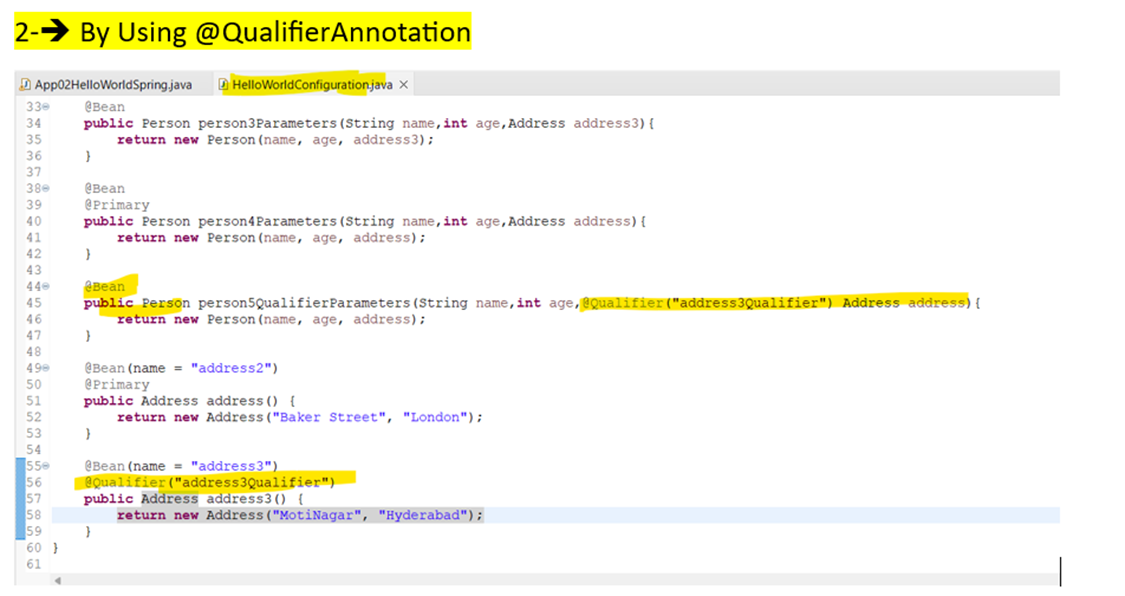 2-➔ By Using @QualifierAnnotation
App02HelloWorldSpring.java HelloWorldConfiguration.java ×
33 @Bean
34 public Person person3Parameters(String name,int age,Address address3){
35 return new Person(name, age, address3);
36 }
37
38 @Bean
39 @Primary
40 public Person person4Parameters(String name,int age,Address address){
41 return new Person(name, age, address);
42 }
43
44 @Bean
45 public Person person5QualifierParameters(String name,int age,@Qualifier("address3Qualifier") Address address){
46 return new Person(name, age, address);
47 }
48
49 @Bean(name = "address2")
50 @Primary
51 public Address address() {
52 return new Address("Baker Street", "London");
53 }
54
55 @Bean(name = "address3")
56 @Qualifier("address3Qualifier")
57 public Address address3() {
58 return new Address("MotiNagar", "Hyderabad");
59 }
60 }
61